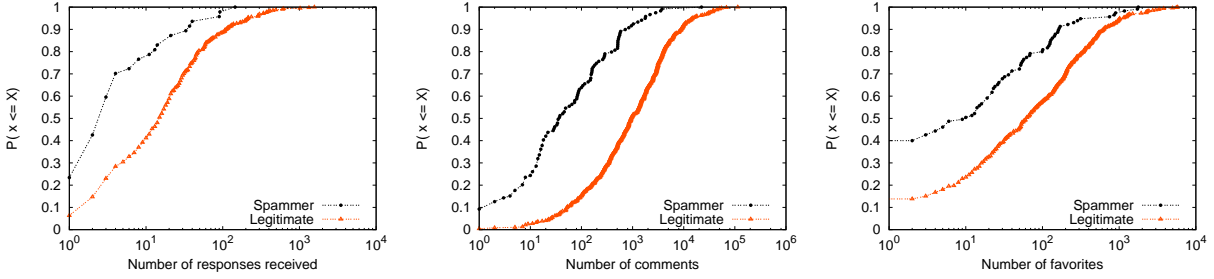 P( x <= X)
1
0.9
0.8
0.7
0.6
0.5
0.4
0.3
0.2
0.1
0
10^0 10^1 10^2 10^3 10^4
Number of responses received
Spammer
Legitimate
P( x <= X)
1
0.9
0.8
0.7
0.6
0.5
0.4
0.3
0.2
0.1
0
10^0 10^1 10^2 10^3 10^4 10^5 10^6
Number of comments
Spammer
Legitimate
P( x <= X)
1
0.9
0.8
0.7
0.6
0.5
0.4
0.3
0.2
0.1
0
10^0 10^1 10^2 10^3 10^4
Number of favorites
Spammer
Legitimate